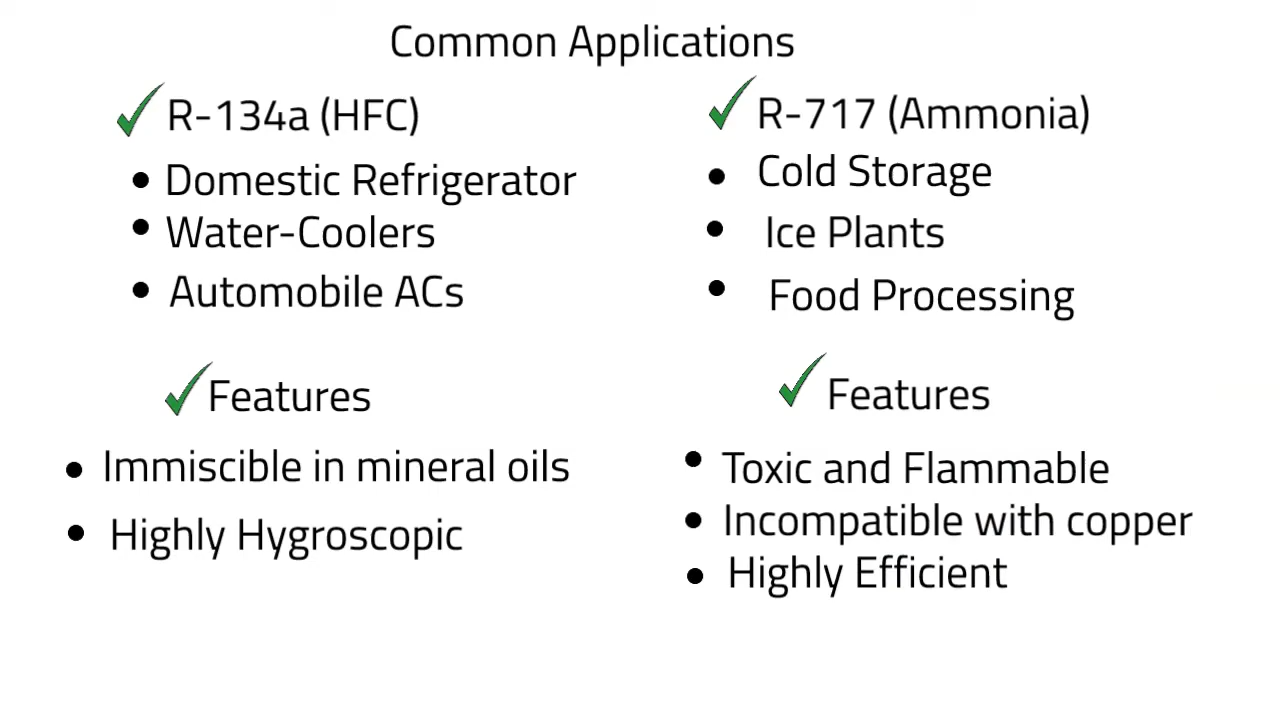 Common Applications
R-134a (HFC)
• Domestic Refrigerator
• Water-Coolers
• Automobile ACs
Features
• Immiscible in mineral oils
• Highly Hygroscopic
R-717 (Ammonia)
• Cold Storage
• Ice Plants
• Food Processing
Features
• Toxic and Flammable
• Incompatible with copper
• Highly Efficient